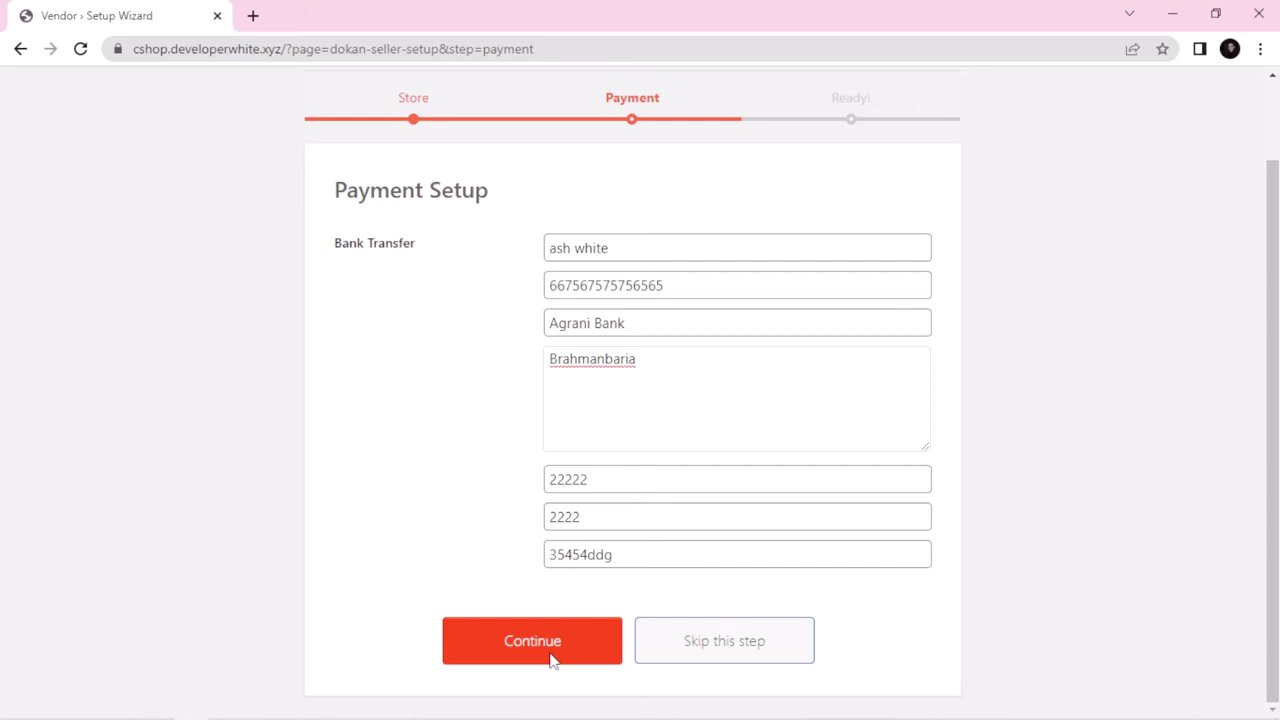 Vendor › Setup Wizard
cshop.developerwhite.xyz/?page=dokan-seller-setup&step=payment
Store
Payment
Ready!
Payment Setup
Bank Transfer
ash white
667567575756565
Agrani Bank
Brahmanbaria
22222
2222
35454ddg
Continue
Skip this step